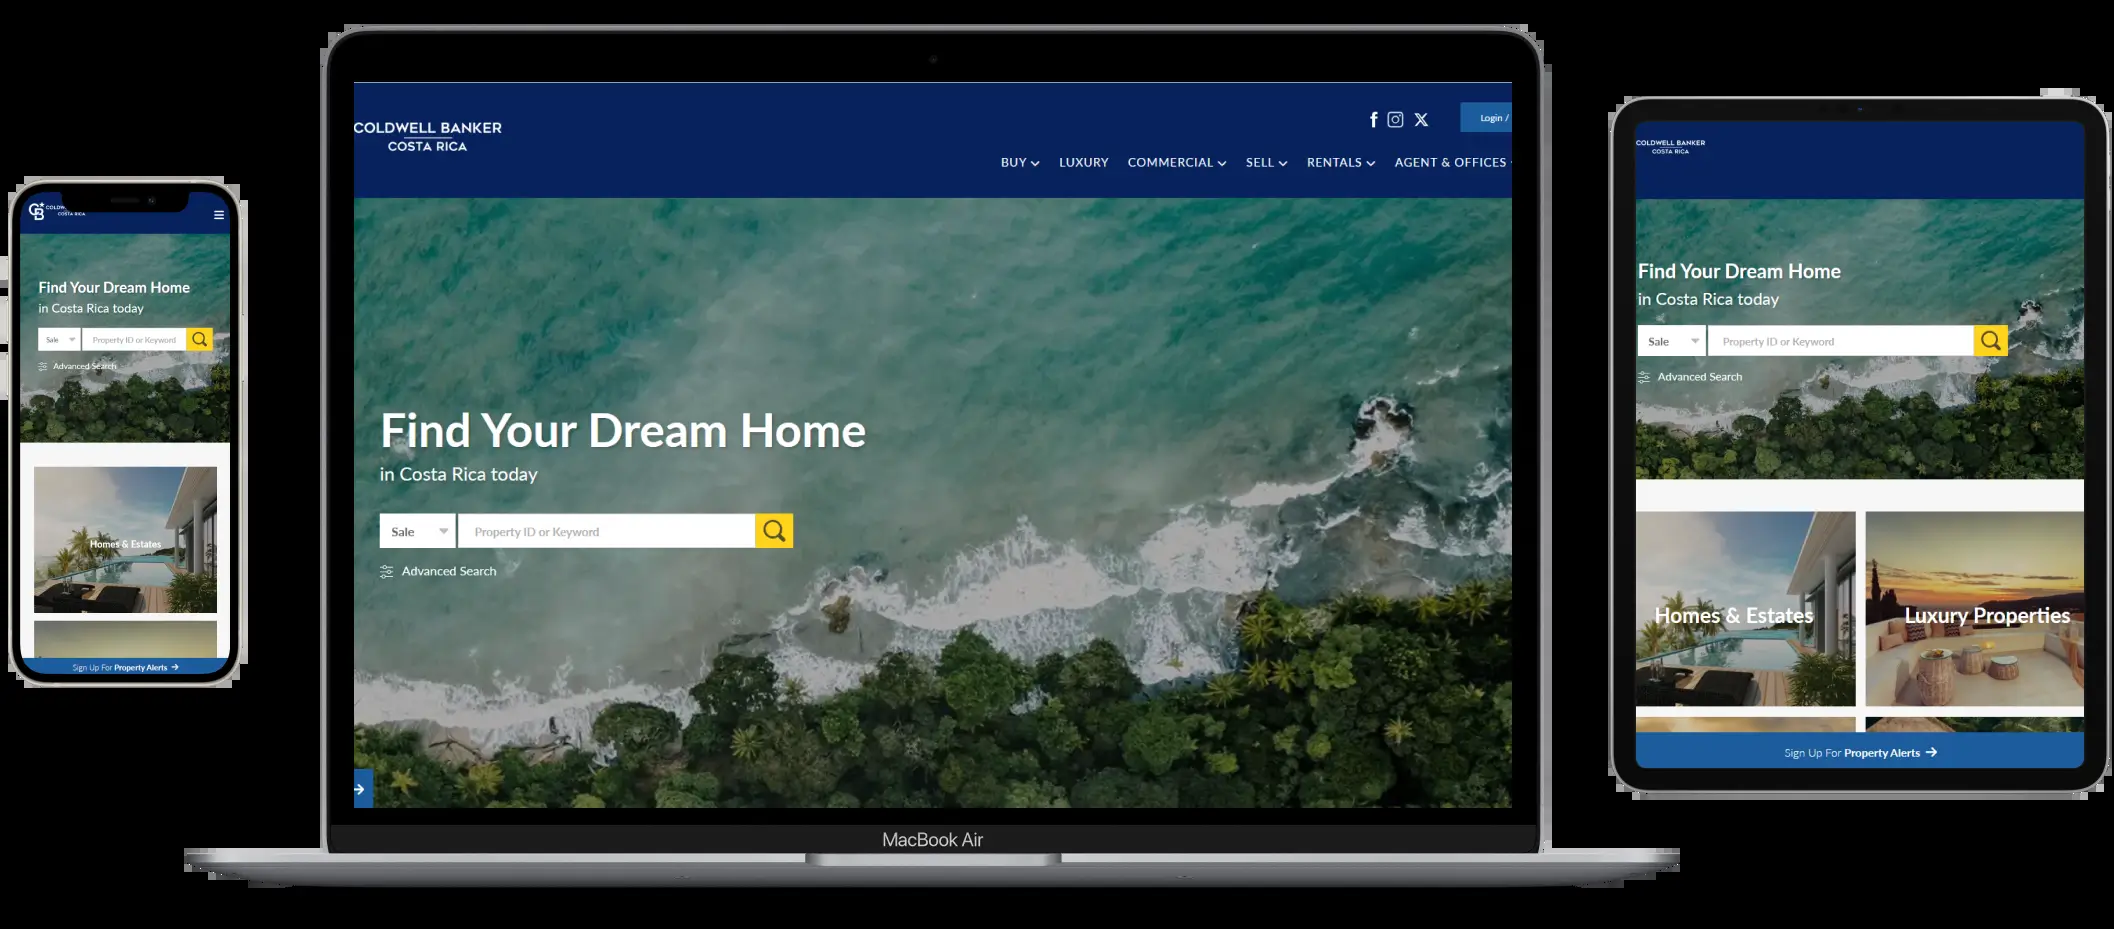 COLDW
COSTA RICA
Find Your Dream Home
in Costa Rica today
Sale
Property ID or Keyword
Advanced Search
Homes & Estates
Sign Up For Property Alerts →
COLDWELL BANKER
COSTA RICA
Login /
BUY
LUXURY
COMMERCIAL
SELL
RENTALS
AGENT & OFFICES
Find Your Dream Home
in Costa Rica today
Sale
Property ID or Keyword
Advanced Search
MacBook Air
COLDWELL BANKER
COSTA RICA
Find Your Dream Home
in Costa Rica today
Sale
Property ID or Keyword
Advanced Search
Homes & Estates
Luxury Properties
Sign Up For Property Alerts →